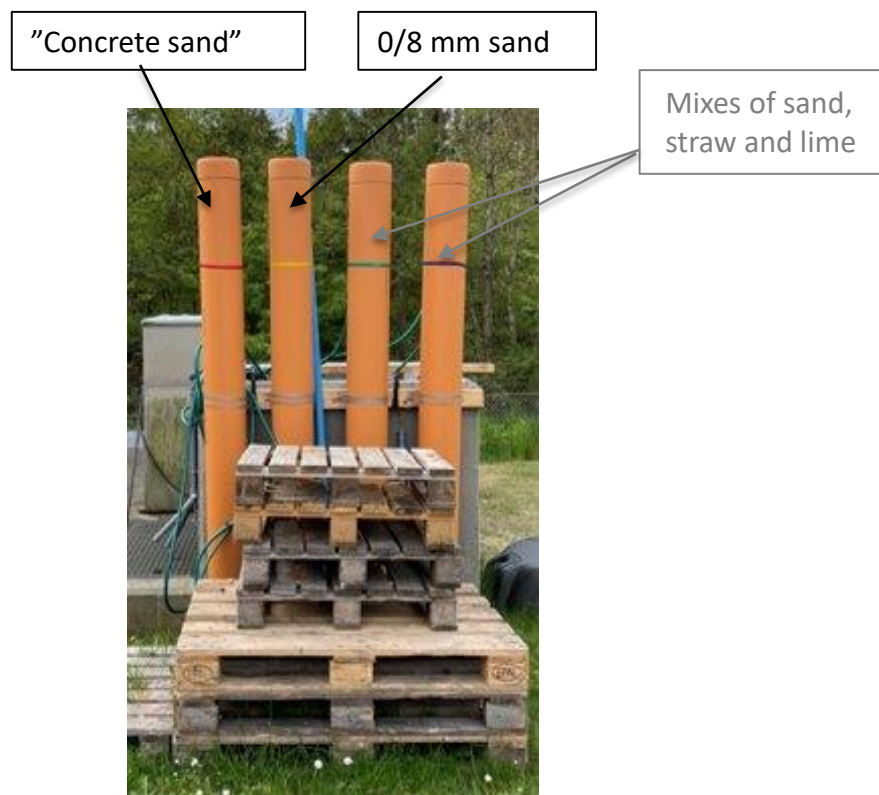 ”Concrete sand”
0/8 mm sand
Mixes of sand,
straw and lime